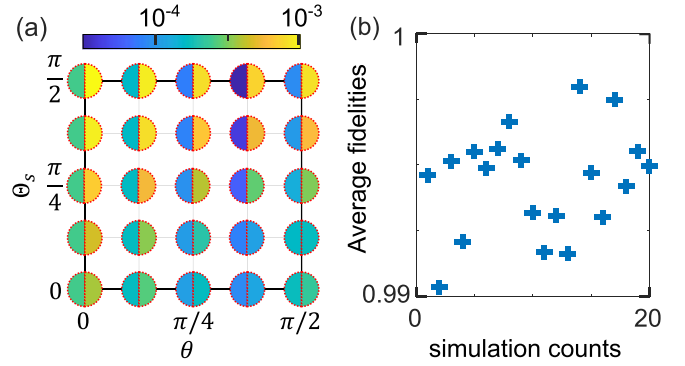 (a)
10⁻⁴ 10⁻³
π/2
Θₛ
π/4
0
0 π/4 π/2
θ
(b)
1
Average fidelities
0.99
0 20
simulation counts